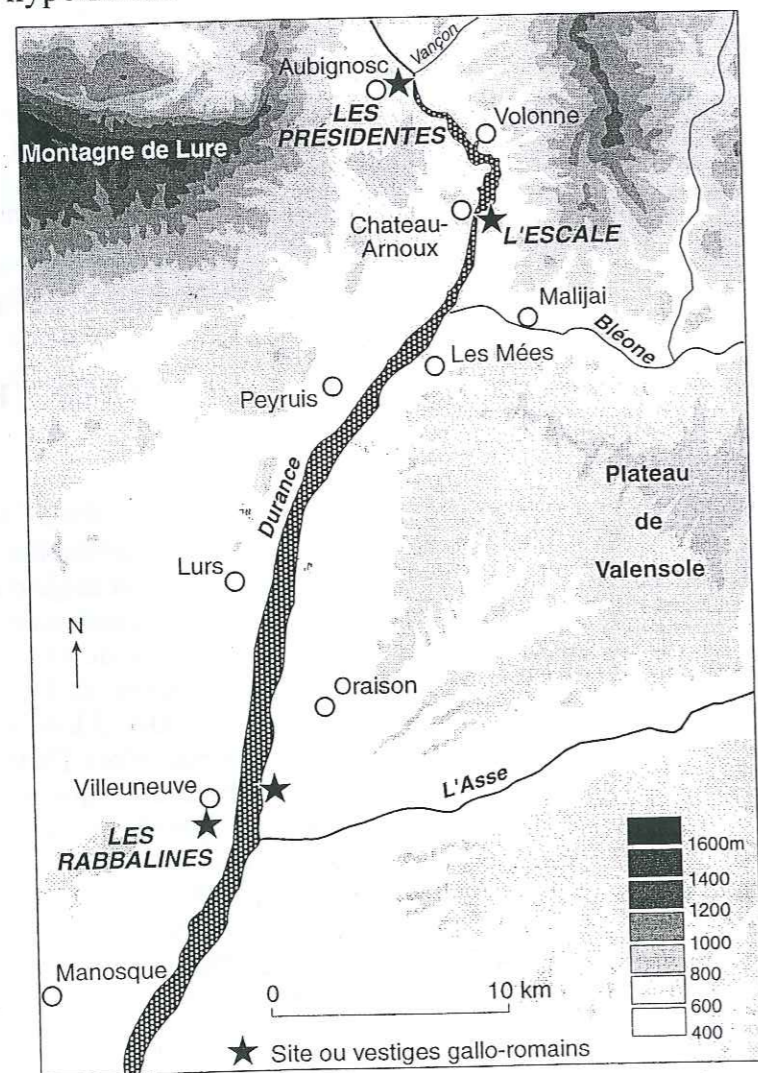 Vançon
Aubignosc
LES
PRÉSIDENTES
Volonne
Montagne de Lure
Chateau-
Arnoux
L'ESCALE
Malijai
Bléone
Les Mées
Peyruis
Durance
Plateau
de
Valensole
Lurs
N
Oraison
Villeuneuve
L'Asse
LES
RABBALINES
1600m
1400
1200
1000
800
600
400
Manosque
0 10 km
Site ou vestiges gallo-romains